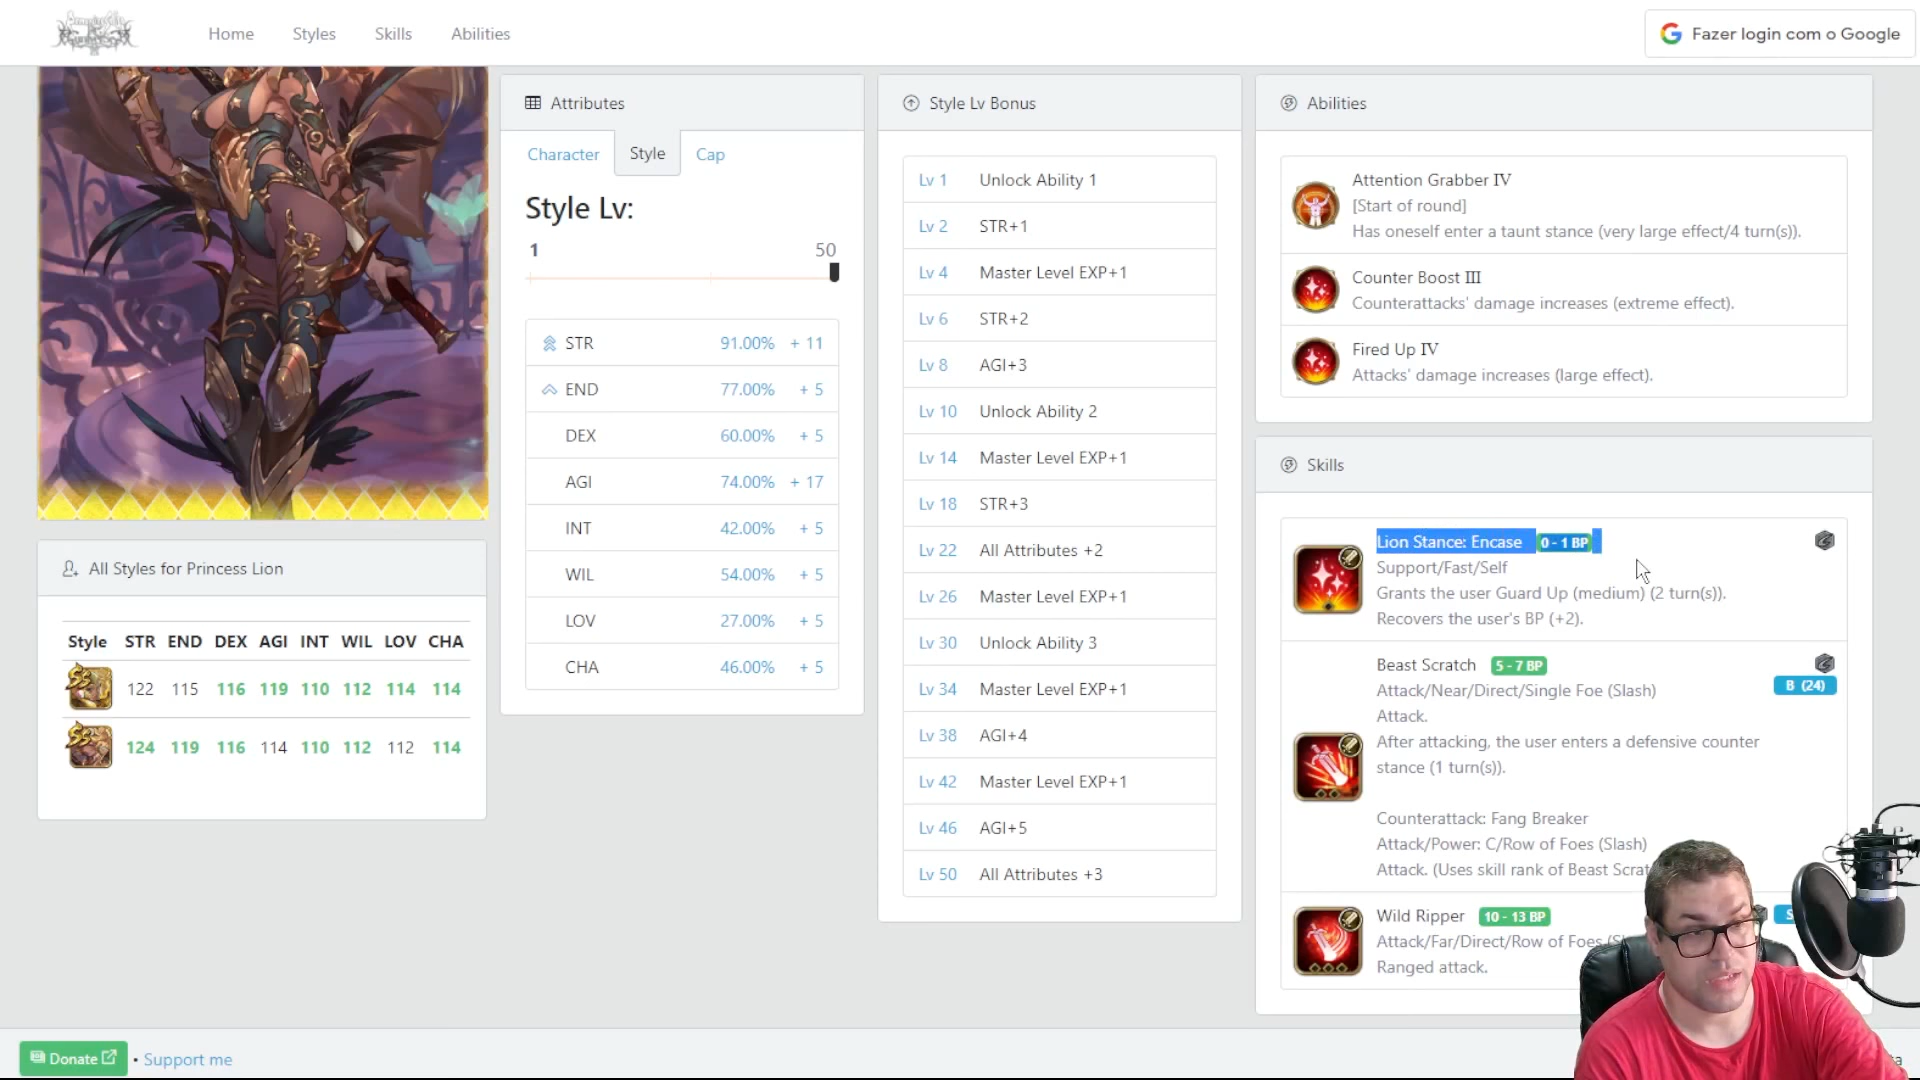 Home
Styles
Skills
Abilities
Fazer login com o Google
All Styles for Princess Lion
Style STR END DEX AGI INT WIL LOV CHA
122 115 116 119 110 112 114 114
124 119 116 114 110 112 112 114
Attributes
Character Style Cap
Style Lv:
1 50
STR 91.00% + 11
END 77.00% + 5
DEX 60.00% + 5
AGI 74.00% + 17
INT 42.00% + 5
WIL 54.00% + 5
LOV 27.00% + 5
CHA 46.00% + 5
Style Lv Bonus
Lv 1 Unlock Ability 1
Lv 2 STR+1
Lv 4 Master Level EXP+1
Lv 6 STR+2
Lv 8 AGI+3
Lv 10 Unlock Ability 2
Lv 14 Master Level EXP+1
Lv 18 STR+3
Lv 22 All Attributes +2
Lv 26 Master Level EXP+1
Lv 30 Unlock Ability 3
Lv 34 Master Level EXP+1
Lv 38 AGI+4
Lv 42 Master Level EXP+1
Lv 46 AGI+5
Lv 50 All Attributes +3
Abilities
Attention Grabber IV
[Start of round]
Has oneself enter a taunt stance (very large effect/4 turn(s)).
Counter Boost III
Counterattacks' damage increases (extreme effect).
Fired Up IV
Attacks' damage increases (large effect).
Skills
Lion Stance: Encase 0 - 1 BP
Support/Fast/Self
Grants the user Guard Up (medium) (2 turn(s)).
Recovers the user's BP (+2).
Beast Scratch 5 - 7 BP
B (24)
Attack/Near/Direct/Single Foe (Slash)
Attack.
After attacking, the user enters a defensive counter
stance (1 turn(s)).
Counterattack: Fang Breaker
Attack/Power: C/Row of Foes (Slash)
Attack. (Uses skill rank of Beast
Wild Ripper 10 - 13 BP
Attack/Far/Direct/Row of Foes
Ranged attack.
Donate • Support me